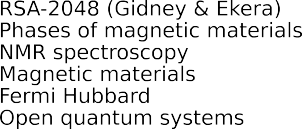 RSA-2048 (Gidney & Ekera)
Phases of magnetic materials
NMR spectroscopy
Magnetic materials
Fermi Hubbard
Open quantum systems